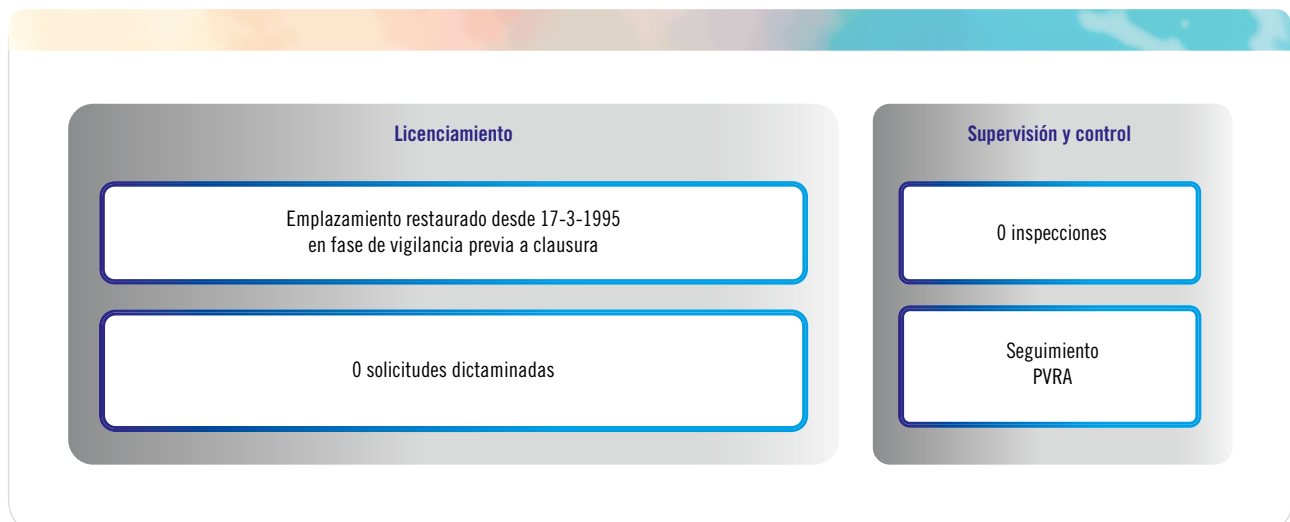 Licenciamiento
Emplazamiento restaurado desde 17-3-1995
en fase de vigilancia previa a clausura
0 solicitudes dictaminadas
Supervisión y control
0 inspecciones
Seguimiento
PVRA